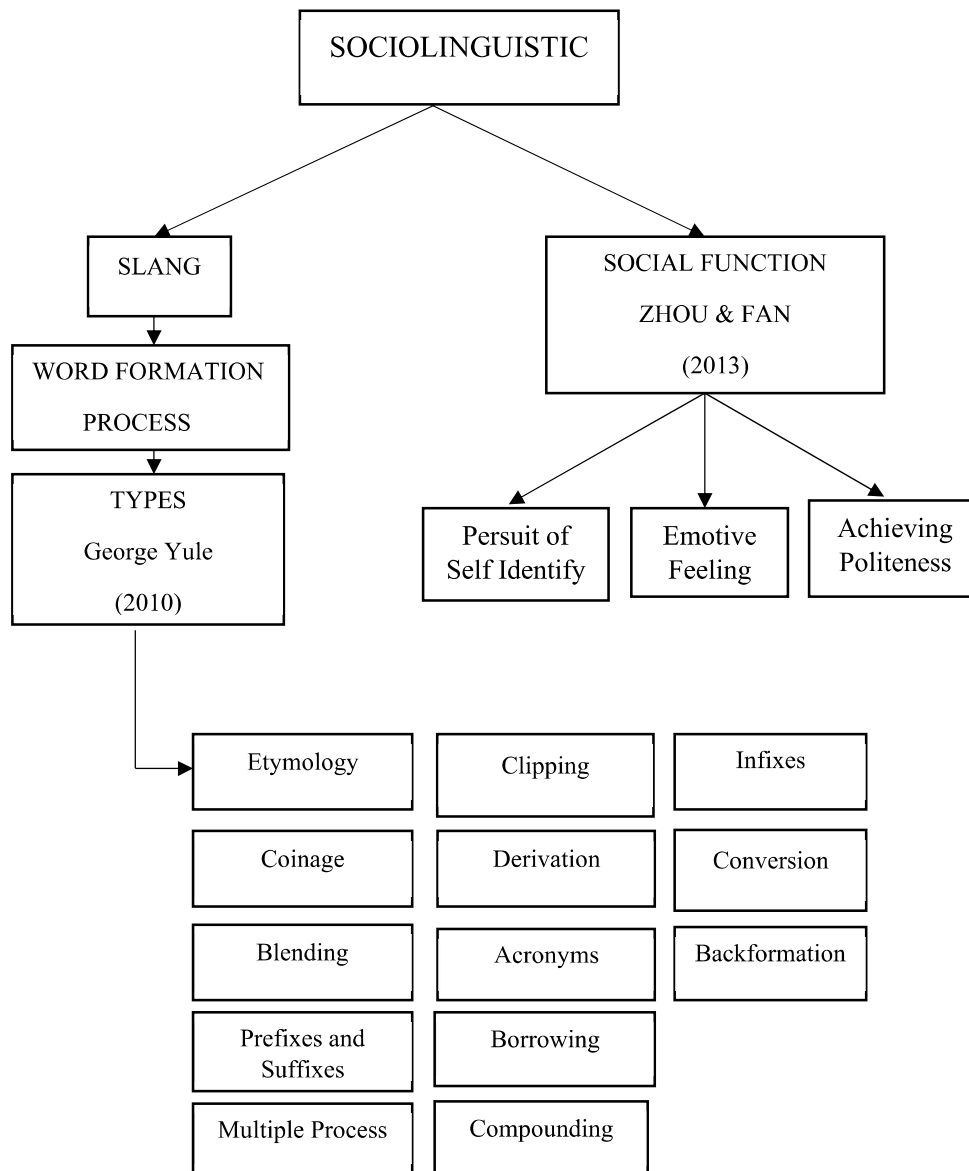 SOCIOLINGUISTIC
SLANG
SOCIAL FUNCTION
ZHOU & FAN
(2013)
WORD FORMATION
PROCESS
TYPES
George Yule
(2010)
Persuit of
Self Identify
Emotive
Feeling
Achieving
Politeness
Etymology
Clipping
Infixes
Coinage
Derivation
Conversion
Blending
Acronyms
Backformation
Prefixes and
Suffixes
Borrowing
Multiple Process
Compounding